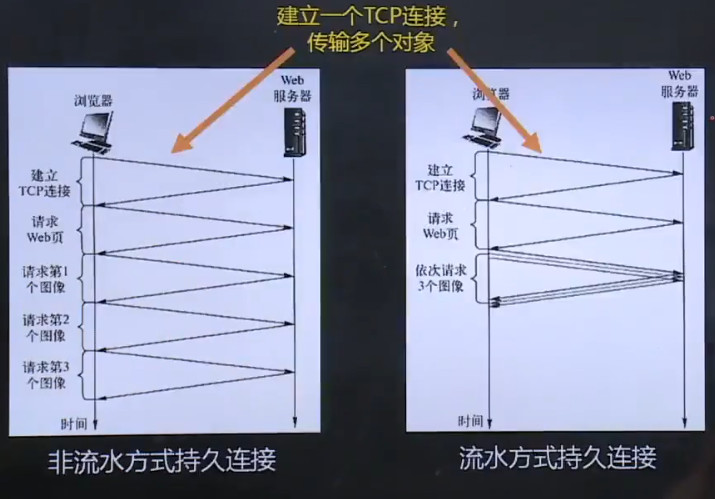 建立一个TCP连接，
传输多个对象
浏览器
Web
服务器
建立
TCP连接
请求
Web页
请求第1
个图像
请求第2
个图像
请求第3
个图像
时间
非流水方式持久连接
浏览器
Web
服务器
建立
TCP连接
请求
Web页
依次请求
3个图像
时间
流水方式持久连接